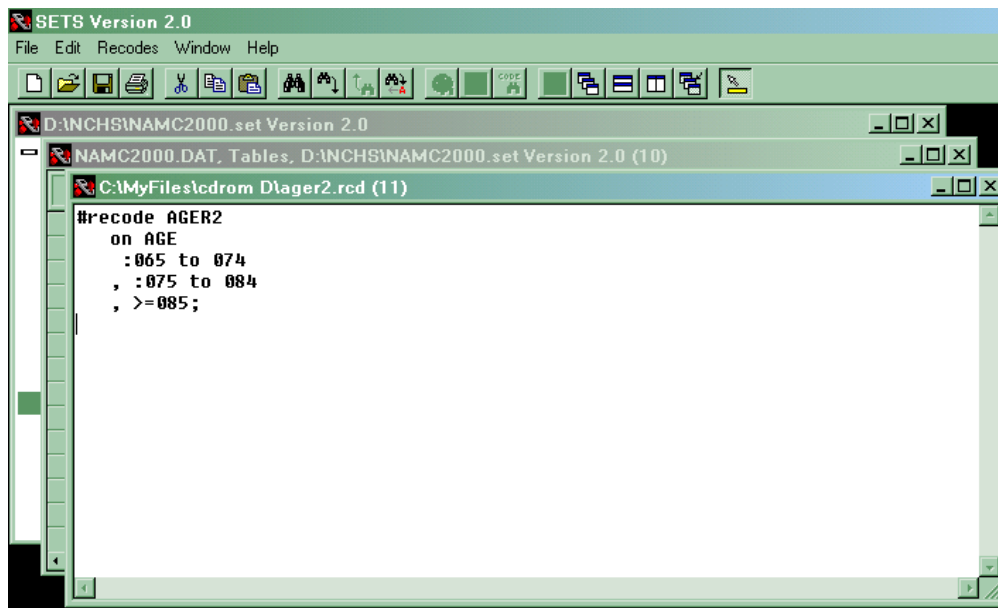 SETS Version 2.0
File Edit Recodes Window Help
CODE
D:\NCHS\NAMC2000.set Version 2.0
NAMC2000.DAT, Tables, D:\NCHS\NAMC2000.set Version 2.0 (10)
C:\MyFiles\cdrom D\ager2.rcd (11)
#recode AGER2
on AGE
:065 to 074
, :075 to 084
, >=085;